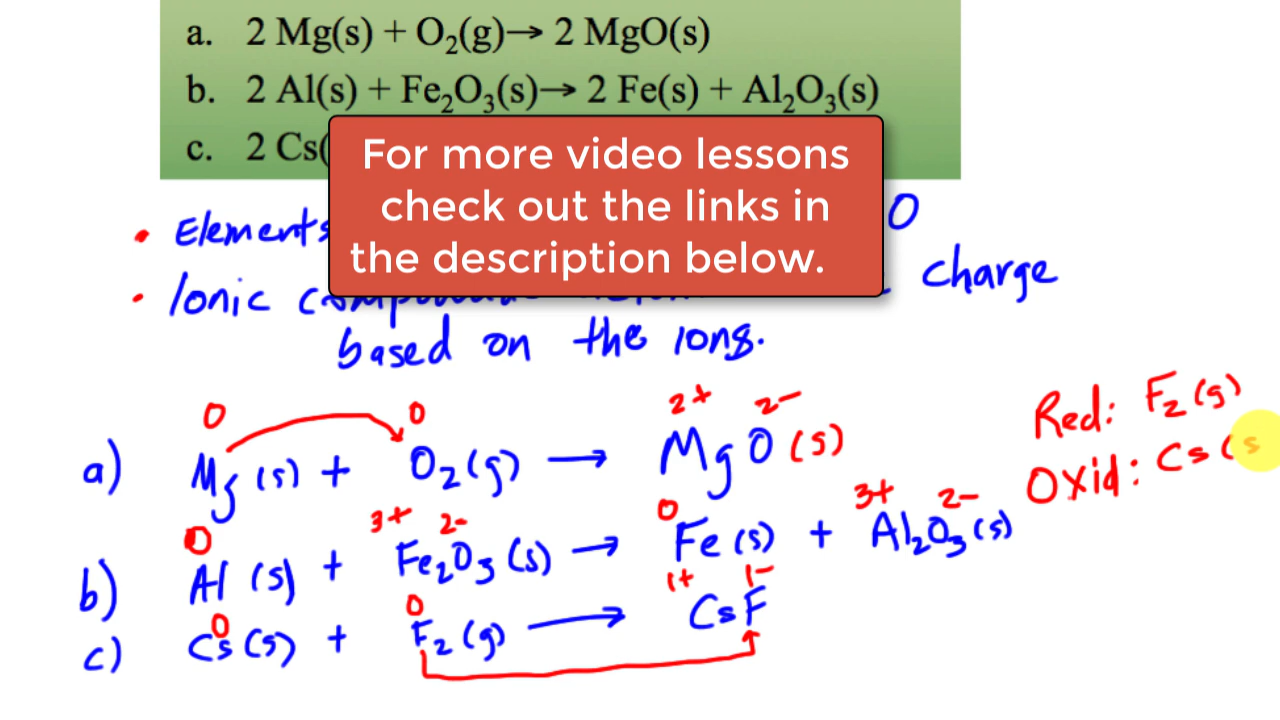 a. 2 Mg(s) + O₂(g)→ 2 MgO(s)
b. 2 Al(s) + Fe₂O₃(s)→ 2 Fe(s) + Al₂O₃(s)
c. 2 Cs(
For more video lessons
check out the links in
the description below.
• Elements 0
• Ionic charge
based on the ions.
0 0 2+ 2-
a) Mg(s) + O₂(g) → MgO(s)
Red: F₂(g)
Oxid: Cs(s
0 3+ 2- 0 3+ 2-
b) Al(s) + Fe₂O₃(s) → Fe(s) + Al₂O₃(s)
0 0 1+ 1-
c) Cs(s) + F₂(g) → CsF